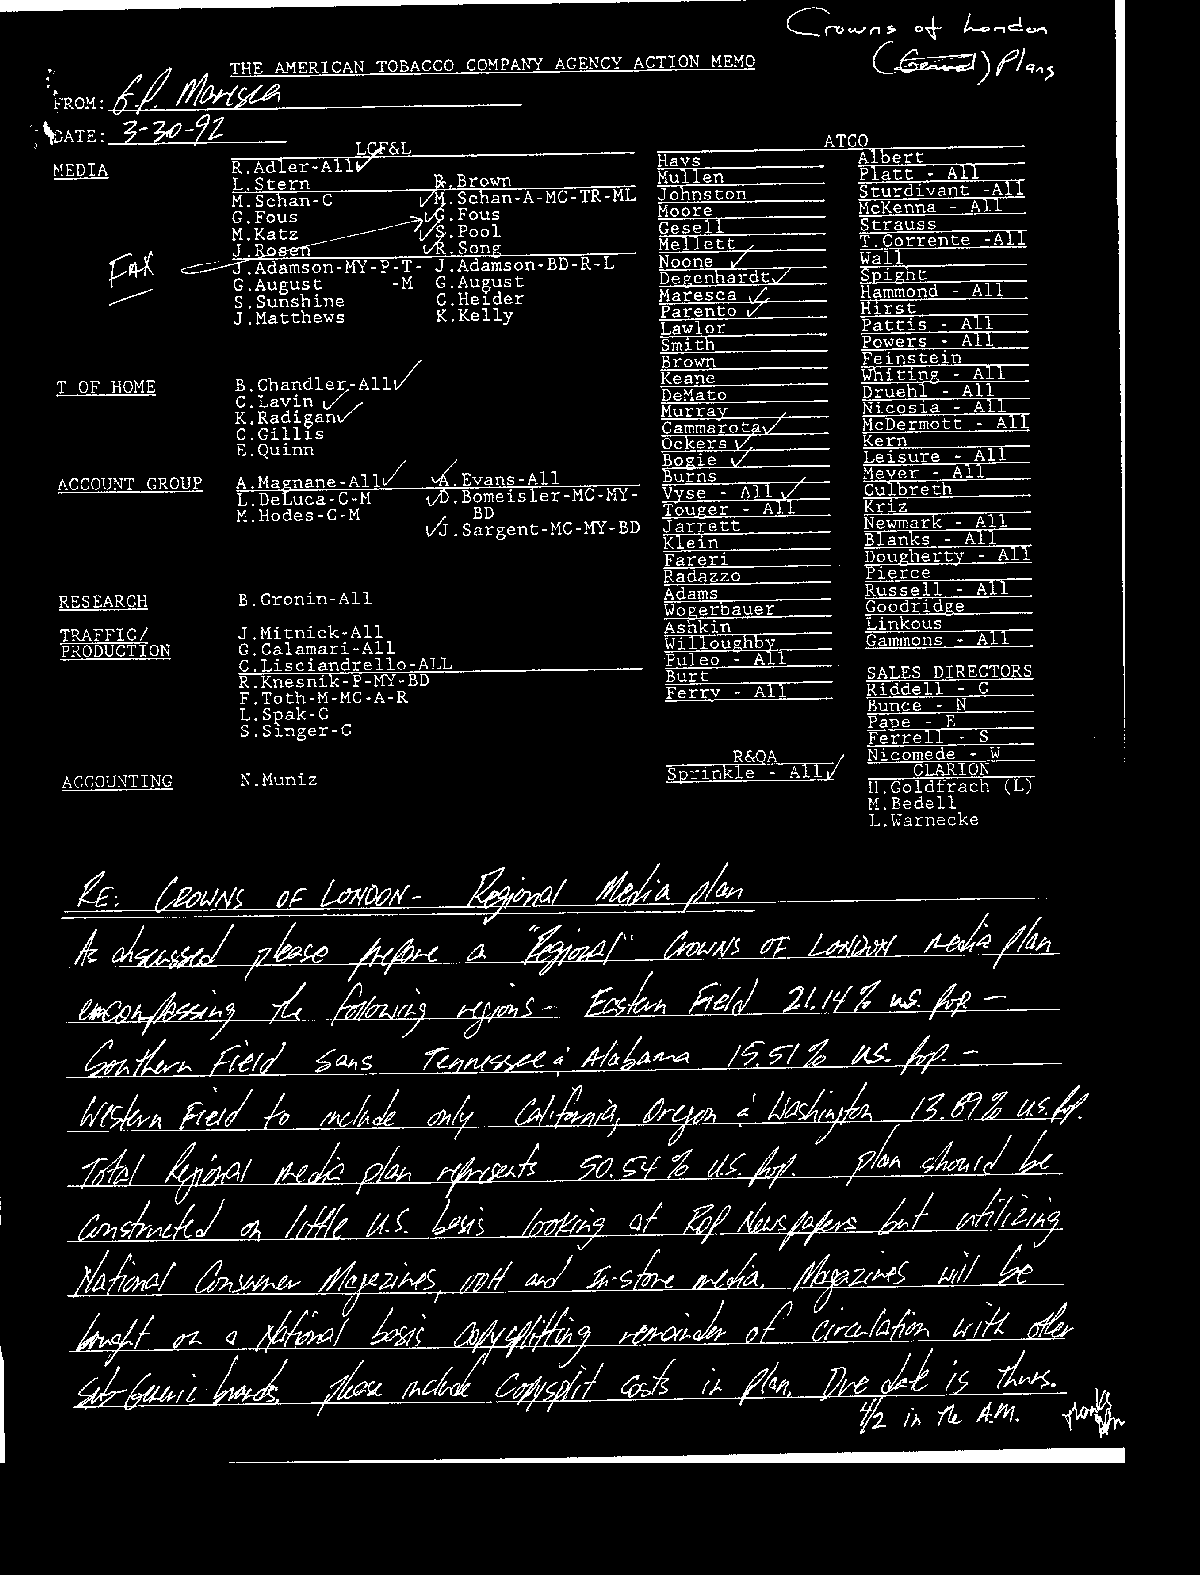 Crowns of London
(General) Plans
THE AMERICAN TOBACCO COMPANY AGENCY ACTION MEMO
FROM: G.P. Maresca
DATE: 3-30-92
LCF&L
MEDIA
R.Adler-All
L.Stern R.Brown
M.Schan-C M.Schan-A-MC-TR-ML
G.Fous G.Fous
M.Katz S.Pool
J.Rosen R.Song
FAX
J.Adamson-MY-P-T- J.Adamson-BD-R-L
G.August -M G.August
S.Sunshine C.Heider
J.Matthews K.Kelly
T OF HOME
B.Chandler-All
C.Lavin
K.Radigan
C.Gillis
E.Quinn
ACCOUNT GROUP
A.Magnane-All A.Evans-All
L.DeLuca-C-M D.Bomeisler-MC-MY-
M.Hodes-C-M BD
J.Sargent-MC-MY-BD
RESEARCH B.Gronin-All
TRAFFIC/
PRODUCTION
J.Mitnick-All
G.Calamari-All
C.Lisciandrello-ALL
R.Knesnik-P-MY-BD
F.Toth-M-MC-A-R
L.Spak-C
S.Singer-C
ACCOUNTING N.Muniz
ATCO
Hays
Mullen
Johnston
Moore
Gesell
Mellett
Noone
Degenhardt
Maresca
Parento
Lawlor
Smith
Brown
Keane
DeMato
Murray
Cammarota
Ockers
Bogie
Burns
Vyse - All
Touger - All
Jarrett
Klein
Fareri
Radazzo
Adams
Wogerbauer
Ashkin
Willoughby
Puleo - All
Burt
Ferry - All
R&QA
Sprinkle - All
Albert
Platt - All
Sturdivant -All
McKenna - All
Strauss
T.Corrente -All
Wall
Spight
Hammond - All
Hirst
Pattis - All
Powers - All
Feinstein
Whiting - All
Druehl - All
Nicosia - All
McDermott - All
Kern
Leisure - All
Meyer - All
Culbreth
Kriz
Newmark - All
Blanks - All
Dougherty - All
Pierce
Russell - All
Goodridge
Linkous
Gammons - All
SALES DIRECTORS
Riddell - C
Bunce - N
Pape - E
Ferrell - S
Nicomede - W
CLARION
H.Goldfrach (L)
M.Bedell
L.Warnecke
RE: CROWNS OF LONDON- Regional Media plan
As discussed please prepare a "Regional" CROWNS OF LONDON media plan
encompassing the following regions- Eastern Field 21.14% U.S. Pop -
Southern Field sans Tennessee & Alabama 15.51% U.S. Pop. -
Western Field to include only California, Oregon & Washington 13.89% U.S. Pop.
Total Regional media plan represents 50.54% U.S. Pop. plan should be
constructed on little U.S. basis looking at ROP Newspapers but utilizing
National Consumer Magazines, OOH and In-store media. Magazines will be
bought on a National basis copysplitting remainder of circulation with other
Sub-Generic brands. please include Copysplit costs in plan. Due date is Thurs.
4/2 in the A.M.